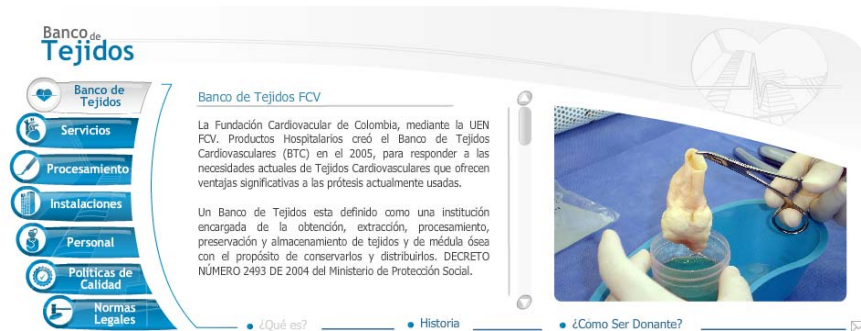 Banco de
Tejidos
Banco de
Tejidos
Servicios
Procesamiento
Instalaciones
Personal
Políticas de
Calidad
Normas
Legales
Banco de Tejidos FCV
La Fundación Cardiovacular de Colombia, mediante la UEN
FCV. Productos Hospitalarios creó el Banco de Tejidos
Cardiovasculares (BTC) en el 2005, para responder a las
necesidades actuales de Tejidos Cardiovasculares que ofrecen
ventajas significativas a las prótesis actualmente usadas.
Un Banco de Tejidos esta definido como una institución
encargada de la obtención, extracción, procesamiento,
preservación y almacenamiento de tejidos y de médula ósea
con el propósito de conservarlos y distribuirlos. DECRETO
NÚMERO 2493 DE 2004 del Ministerio de Protección Social.
¿Qué es?
Historia
¿Cómo Ser Donante?